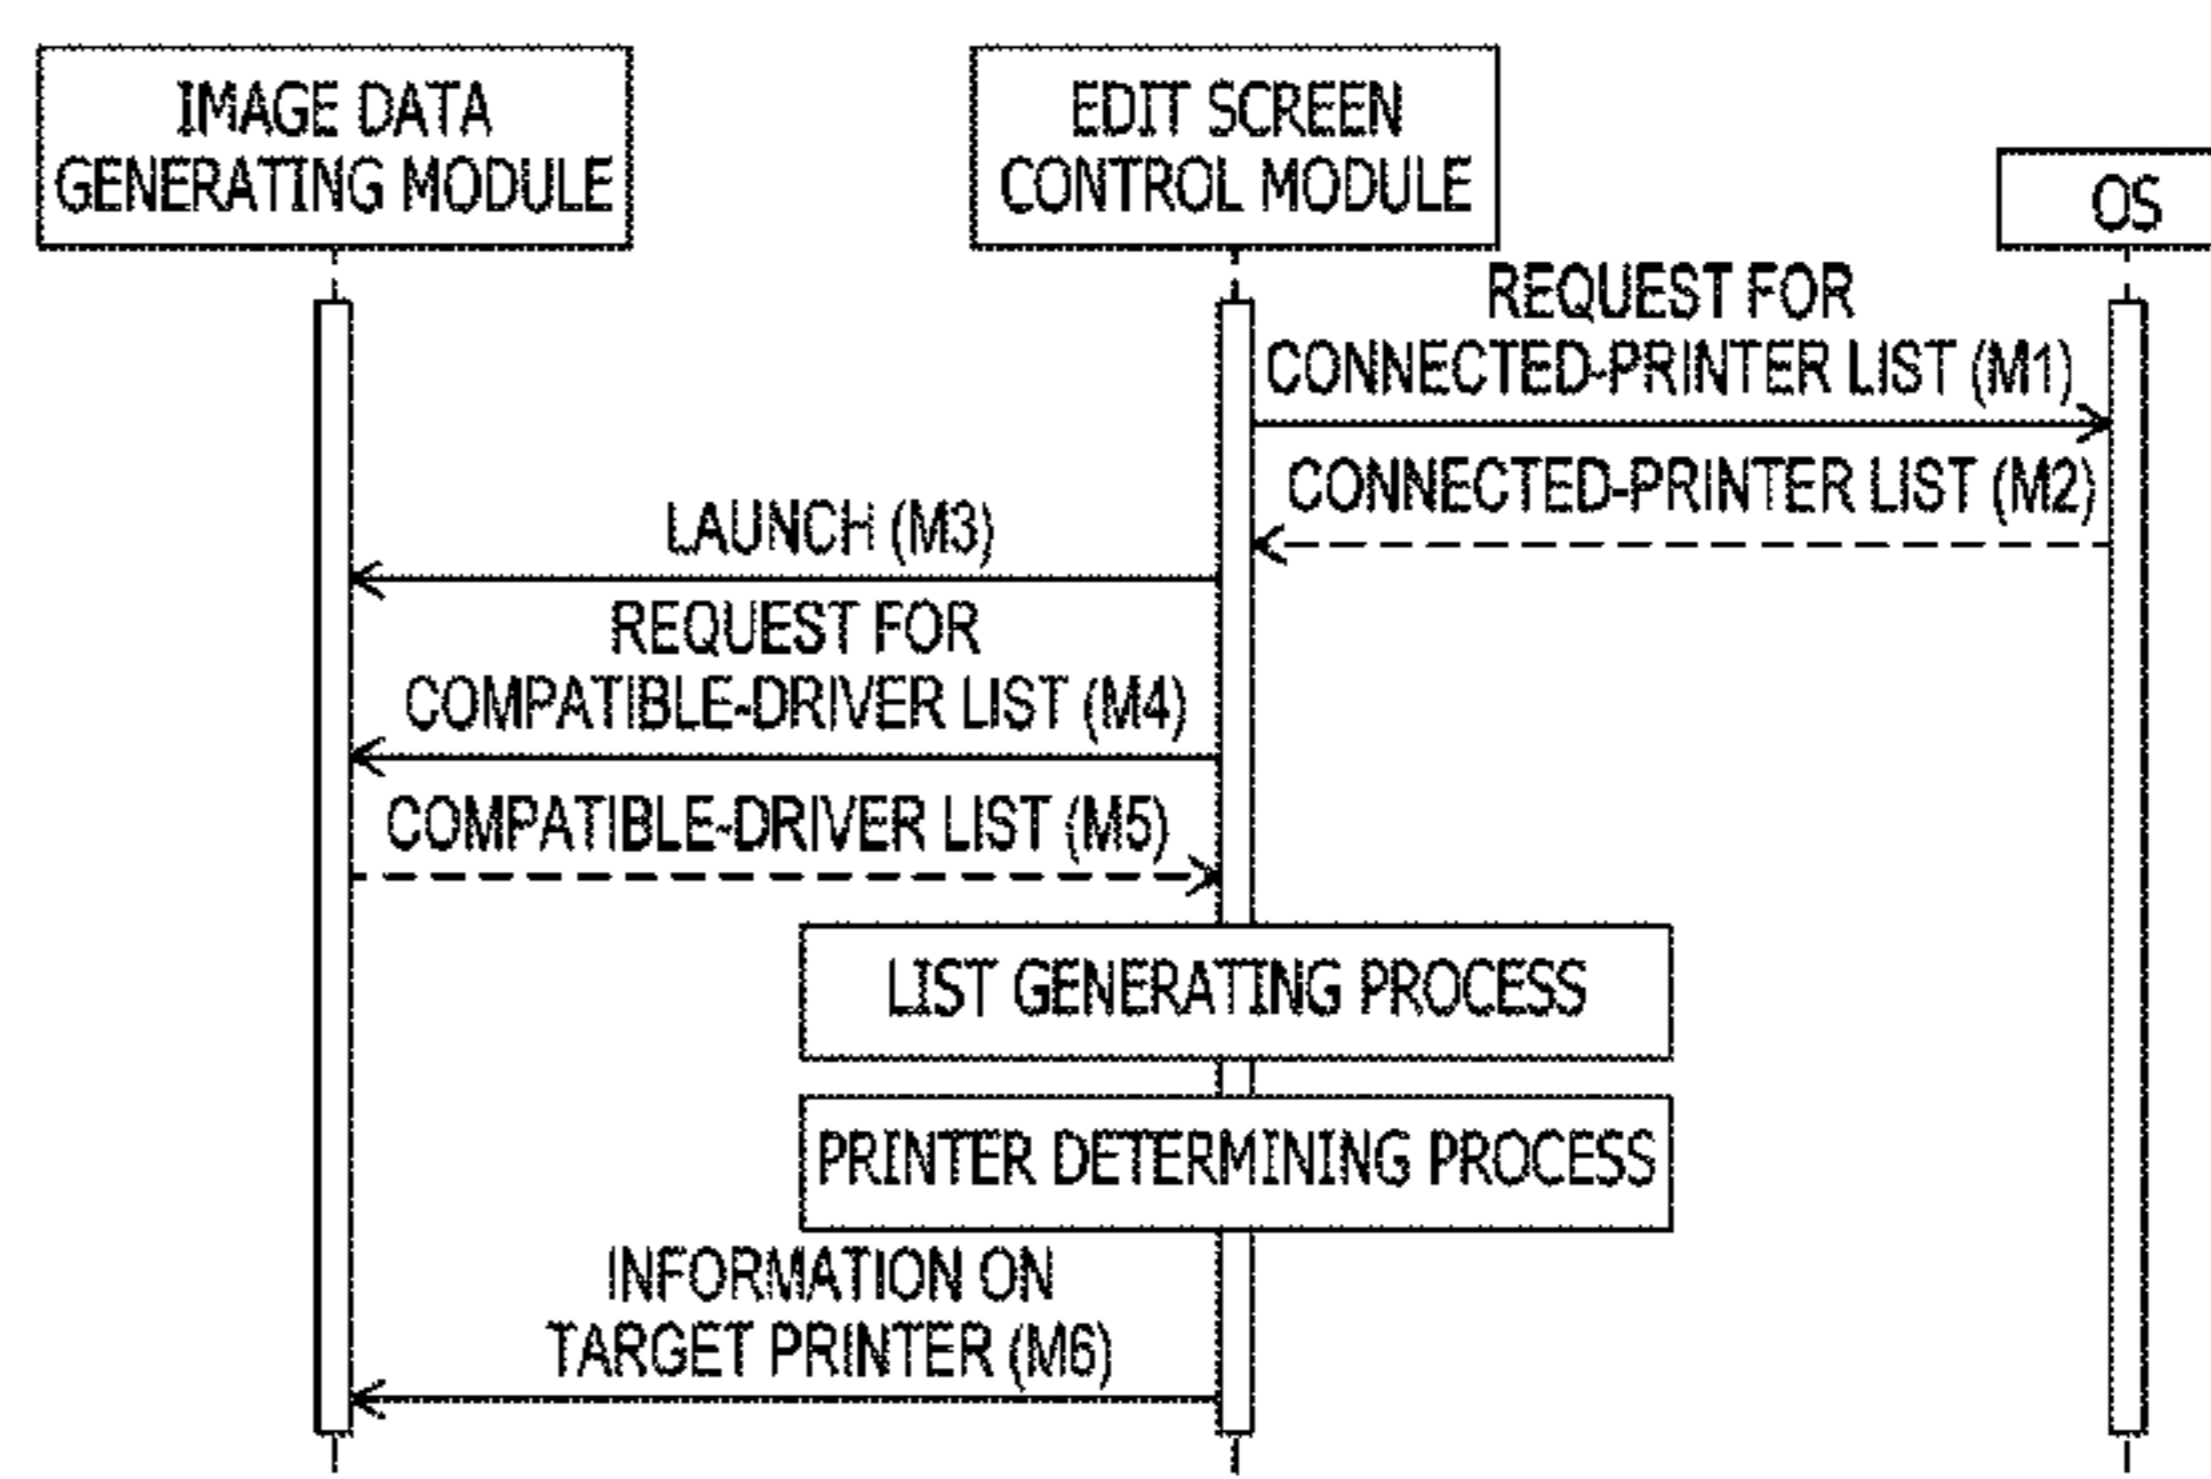 IMAGE DATA
GENERATING MODULE
EDIT SCREEN
CONTROL MODULE
OS
REQUEST FOR
CONNECTED-PRINTER LIST (M1)
CONNECTED-PRINTER LIST (M2)
LAUNCH (M3)
REQUEST FOR
COMPATIBLE-DRIVER LIST (M4)
COMPATIBLE-DRIVER LIST (M5)
LIST GENERATING PROCESS
PRINTER DETERMINING PROCESS
INFORMATION ON
TARGET PRINTER (M6)